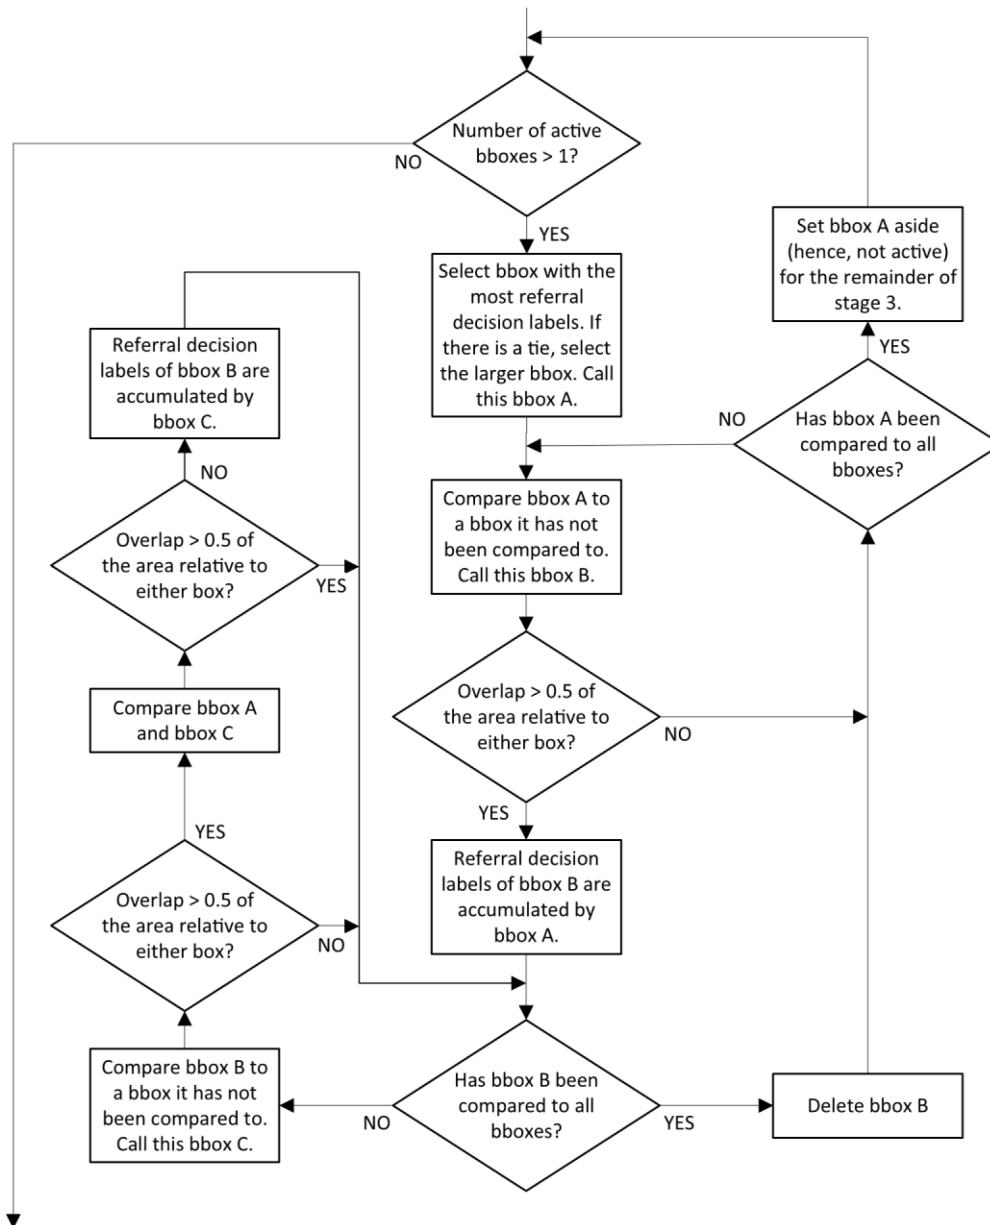 Number of active
bboxes > 1?
NO
YES
Select bbox with the
most referral
decision labels. If
there is a tie, select
the larger bbox. Call
this bbox A.
Set bbox A aside
(hence, not active)
for the remainder of
stage 3.
YES
Has bbox A been
compared to all
bboxes?
NO
Compare bbox A to
a bbox it has not
been compared to.
Call this bbox B.
Overlap > 0.5 of
the area relative to
either box?
NO
YES
Referral decision
labels of bbox B are
accumulated by
bbox A.
Has bbox B been
compared to all
bboxes?
YES
Delete bbox B
NO
Compare bbox B to
a bbox it has not
been compared to.
Call this bbox C.
Overlap > 0.5 of
the area relative to
either box?
NO
YES
Compare bbox A
and bbox C
Overlap > 0.5 of
the area relative to
either box?
YES
NO
Referral decision
labels of bbox B are
accumulated by
bbox C.